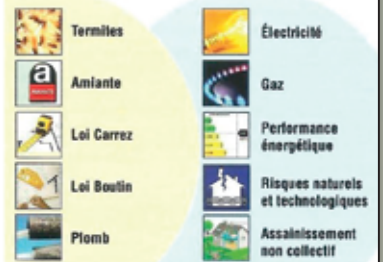 Termites
Amiante
Loi Carrez
Loi Boutin
Plomb
Électricité
Gaz
Performance
énergétique
Risques naturels
et technologiques
Assainissement
non collectif
a